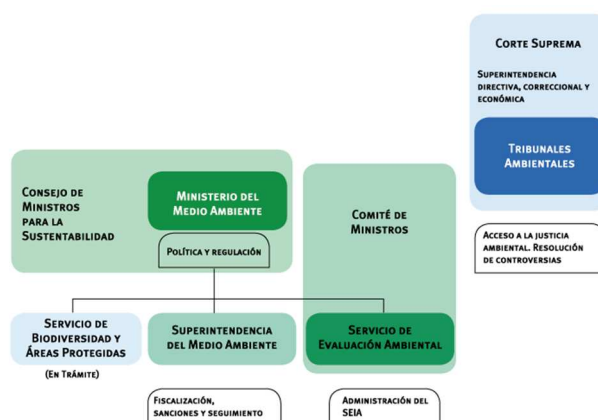 CORTE SUPREMA
SUPERINTENDENCIA
DIRECTIVA, CORRECCIONAL Y
ECONÓMICA
TRIBUNALES
AMBIENTALES
ACCESO A LA JUSTICIA
AMBIENTAL. RESOLUCIÓN
DE CONTROVERSIAS
CONSEJO DE
MINISTROS
PARA LA
SUSTENTABILIDAD
MINISTERIO DEL
MEDIO AMBIENTE
POLÍTICA Y REGULACIÓN
COMITÉ DE
MINISTROS
SERVICIO DE
BIODIVERSIDAD Y
ÁREAS PROTEGIDAS
(EN TRÁMITE)
SUPERINTENDENCIA
DEL MEDIO AMBIENTE
SERVICIO DE
EVALUACIÓN AMBIENTAL
FISCALIZACIÓN,
SANCIONES Y SEGUIMIENTO
ADMINISTRACIÓN DEL
SEIA